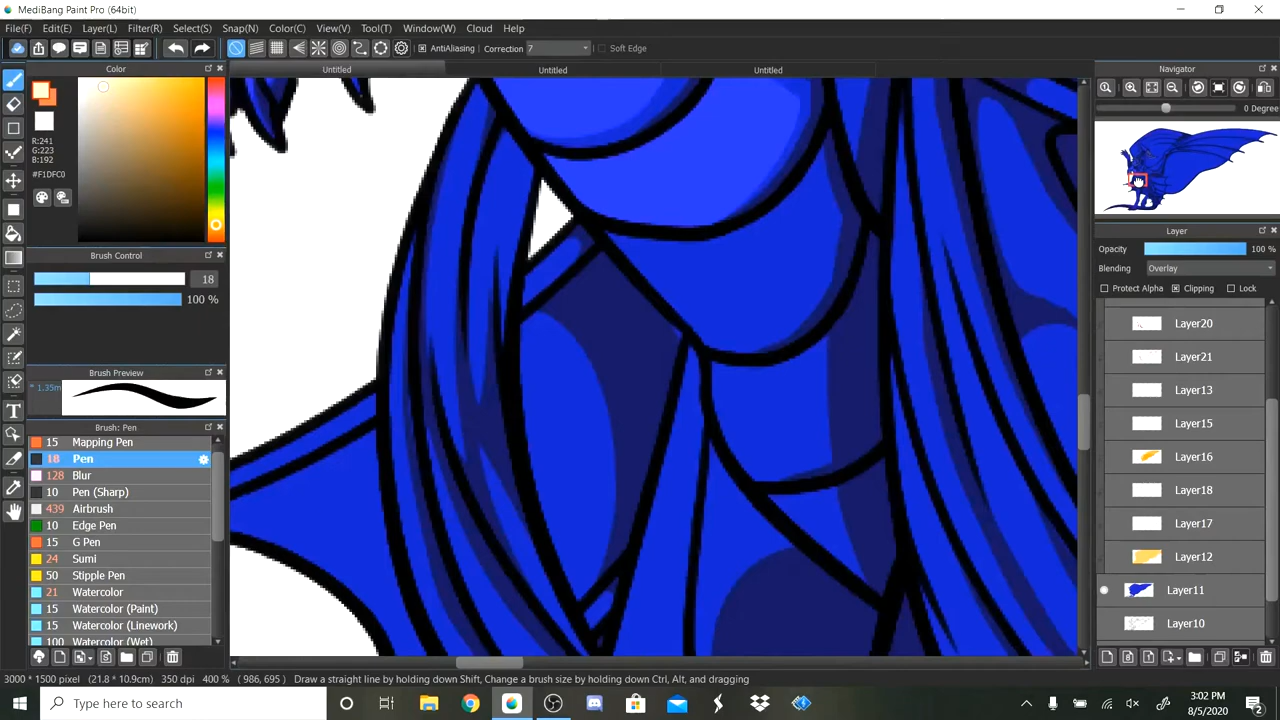 MediBang Paint Pro (64bit)
File(F) Edit(E) Layer(L) Filter(R) Select(S) Snap(N) Color(C) View(V) Tool(T) Window(W) Cloud Help
AntiAliasing Correction 7 Soft Edge
Color
Untitled Untitled Untitled
Navigator
0 Degree
R:241
G:223
B:192
#F1DFC0
Brush Control
18
100 %
Layer
Opacity 100 %
Blending Overlay
Protect Alpha Clipping Lock
Layer20
Layer21
Layer13
Layer15
Layer16
Layer18
Layer17
Layer12
Layer11
Layer10
Brush Preview
* 1.35m
Brush: Pen
15 Mapping Pen
18 Pen
128 Blur
10 Pen (Sharp)
439 Airbrush
10 Edge Pen
15 G Pen
24 Sumi
50 Stipple Pen
21 Watercolor
15 Watercolor (Paint)
15 Watercolor (Linework)
100 Watercolor (Wet)
3000 * 1500 pixel (21.8 * 10.9cm) 350 dpi 400 % ( 986, 695 ) Draw a straight line by holding down Shift, Change a brush size by holding down Ctrl, Alt, and dragging
Type here to search
3:02 PM
8/5/2020
2